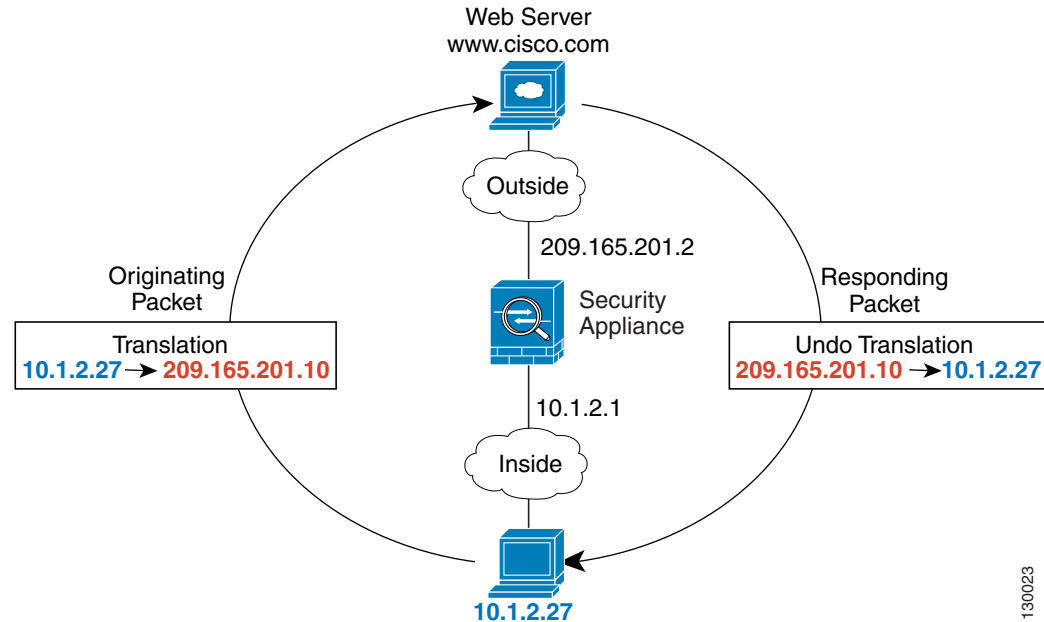 Web Server
www.cisco.com
Outside
209.165.201.2
Originating
Packet
Security
Appliance
Responding
Packet
Translation
10.1.2.27 → 209.165.201.10
Undo Translation
209.165.201.10 → 10.1.2.27
10.1.2.1
Inside
10.1.2.27
130023